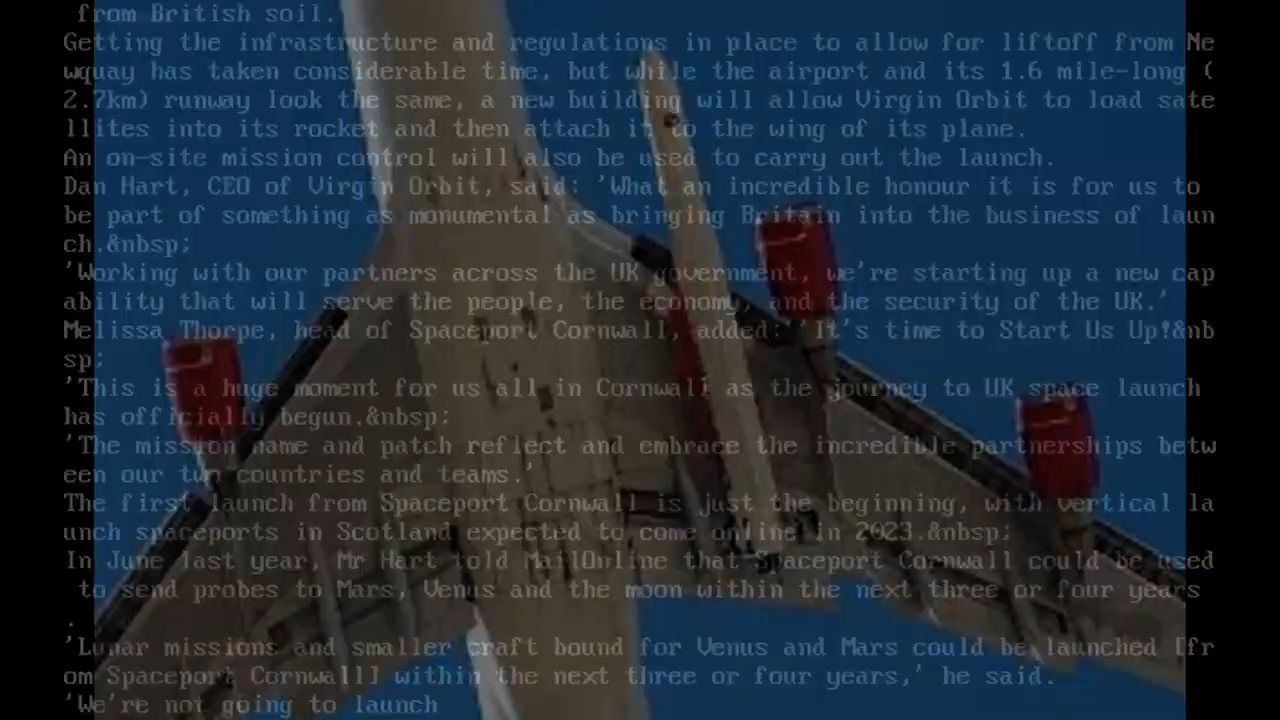 from British soil.
Getting the infrastructure and regulations in place to allow for liftoff from Ne
wquay has taken considerable time, but while the airport and its 1.6 mile-long (
2.7km) runway look the same, a new building will allow Virgin Orbit to load sate
llites into its rocket and then attach it to the wing of its plane.
An on-site mission control will also be used to carry out the launch.
Dan Hart, CEO of Virgin Orbit, said: 'What an incredible honour it is for us to
be part of something as monumental as bringing Britain into the business of laun
ch.&nbsp;
'Working with our partners across the UK government, we're starting up a new cap
ability that will serve the people, the economy, and the security of the UK.'
Melissa Thorpe, head of Spaceport Cornwall, added: ' It's time to Start Us Up!&nb
sp;
'This is a huge moment for us all in Cornwall as the journey to UK space launch
has officially begun.&nbsp;
'The mission name and patch reflect and embrace the incredible partnerships betw
een our two countries and teams.'
The first launch from Spaceport Cornwall is just the beginning, with vertical la
unch spaceports in Scotland expected to come online in 2023.&nbsp;
In June last year, Mr Hart told MailOnline that Spaceport Cornwall could be used
to send probes to Mars, Venus and the moon within the next three or four years
.
'Lunar missions and smaller craft bound for Venus and Mars could be launched [fr
om Spaceport Cornwall] within the next three or four years,' he said.
'We're not going to launch